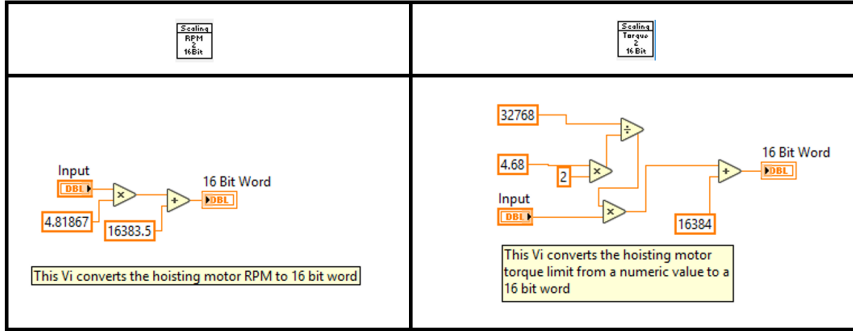 Scaling
RPM
2
16Bit
Scaling
Torque
2
16 Bit
Input
DBL
×
+
16 Bit Word
DBL
4.81867
16383.5
This Vi converts the hoisting motor RPM to 16 bit word
32768
÷
4.68
2
×
Input
DBL
×
+
16 Bit Word
DBL
16384
This Vi converts the hoisting motor
torque limit from a numeric value to a
16 bit word